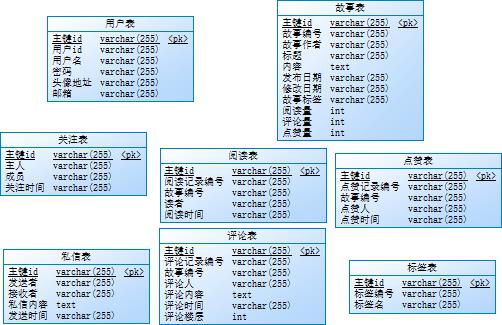 用户表
主键id varchar(255) <pk>
用户id varchar(255)
用户名 varchar(255)
密码 varchar(255)
头像地址 varchar(255)
邮箱 varchar(255)
故事表
主键id varchar(255) <pk>
故事编号 varchar(255)
故事作者 varchar(255)
标题 varchar(255)
内容 text
发布日期 varchar(255)
修改日期 varchar(255)
故事标签 varchar(255)
阅读量 int
评论量 int
点赞量 int
关注表
主键id varchar(255) <pk>
主人 varchar(255)
成员 varchar(255)
关注时间 varchar(255)
阅读表
主键id varchar(255) <pk>
阅读记录编号 varchar(255)
故事编号 varchar(255)
读者 varchar(255)
阅读时间 varchar(255)
点赞表
主键id varchar(255) <pk>
点赞记录编号 varchar(255)
故事编号 varchar(255)
点赞人 varchar(255)
点赞时间 varchar(255)
私信表
主键id varchar(255) <pk>
发送者 varchar(255)
接收者 varchar(255)
私信内容 text
发送时间 varchar(255)
评论表
主键id varchar(255) <pk>
评论记录编号 varchar(255)
故事编号 varchar(255)
评论人 varchar(255)
评论内容 text
评论时间 varchar(255)
评论楼层 int
标签表
主键id varchar(255) <pk>
标签编号 varchar(255)
标签名 varchar(255)